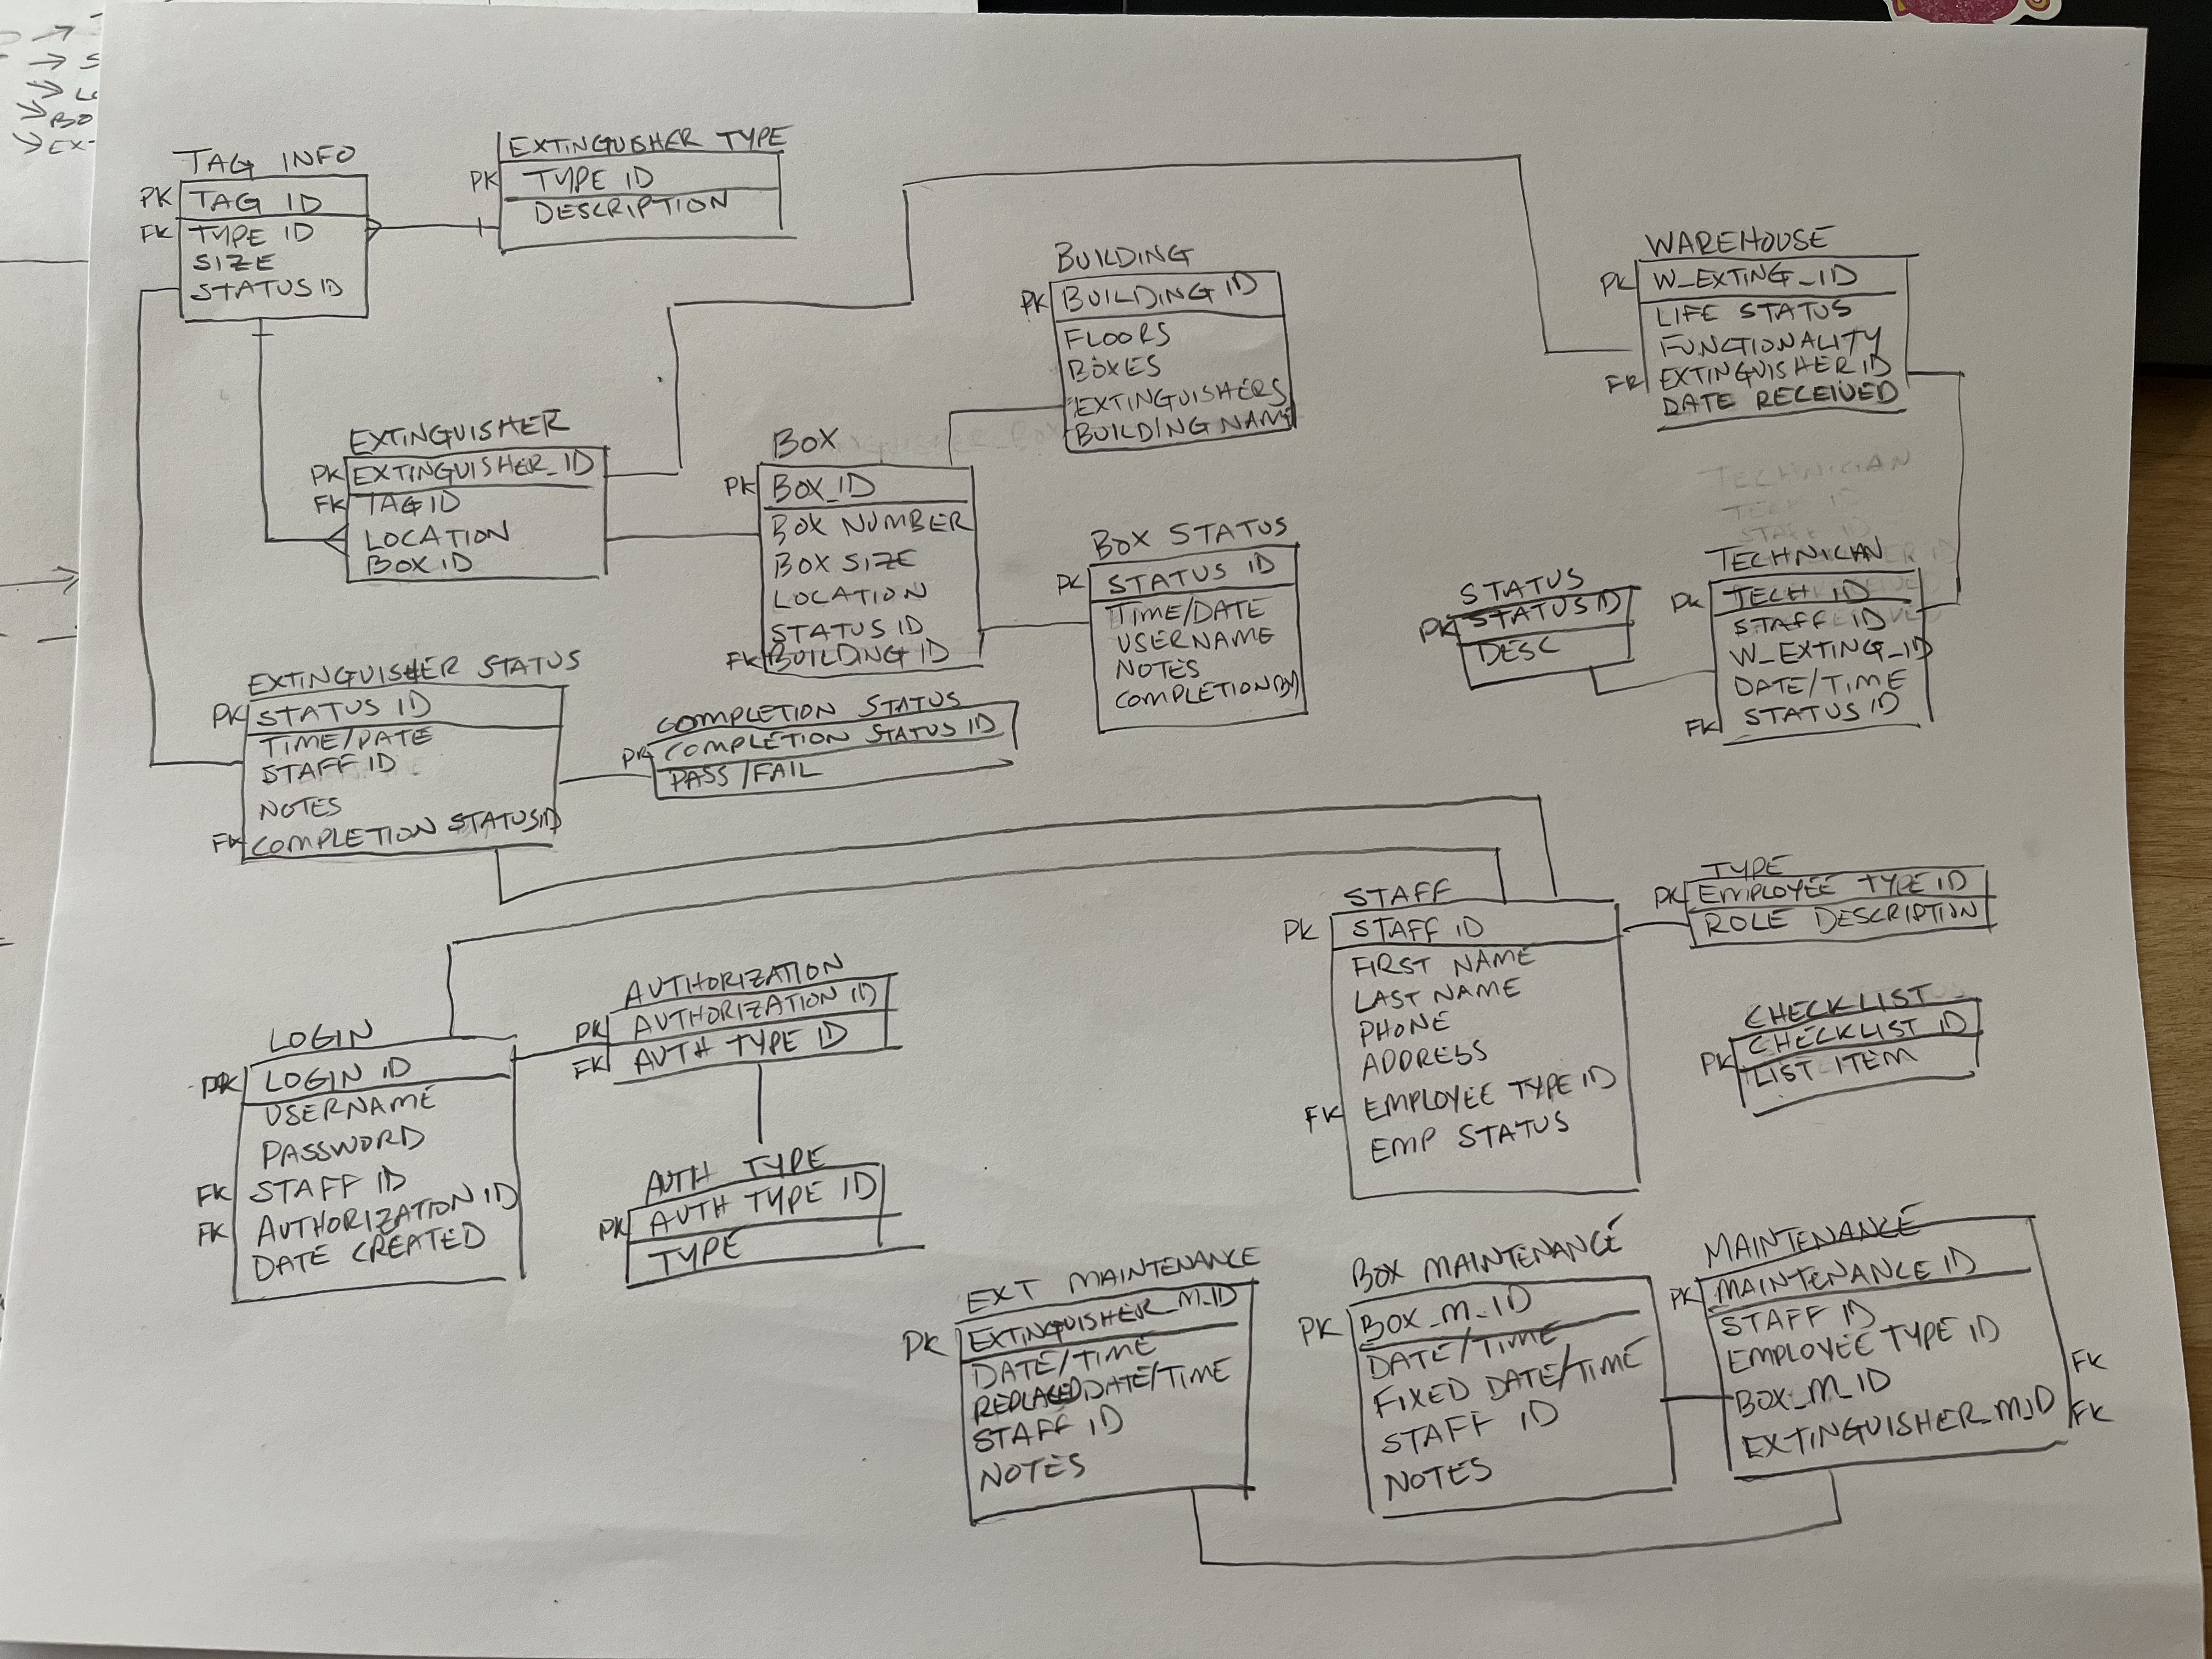 TAG INFO
PK TAG ID
FK TYPE ID
SIZE
STATUS ID
EXTINGUISHER TYPE
PK TYPE ID
DESCRIPTION
EXTINGUISHER
PK EXTINGUISHER_ID
FK TAG ID
LOCATION
BOX ID
BOX
PK BOX_ID
BOX NUMBER
BOX SIZE
LOCATION
STATUS ID
FK BUILDING ID
BUILDING
PK BUILDING ID
FLOORS
BOXES
EXTINGUISHERS
BUILDING NAME
WAREHOUSE
PK W_EXTING_ID
LIFE STATUS
FUNCTIONALITY
FK EXTINGUISHER ID
DATE RECEIVED
EXTINGUISHER STATUS
PK STATUS ID
TIME/DATE
STAFF ID
NOTES
FK COMPLETION STATUS ID
COMPLETION STATUS
PK COMPLETION STATUS ID
PASS/FAIL
BOX STATUS
PK STATUS ID
TIME/DATE
USERNAME
NOTES
STATUS
PK STATUS ID
DESC
TECHNICIAN
PK TECH ID
STAFF ID
W_EXTING_ID
DATE/TIME
FK STATUS ID
LOGIN
PK LOGIN ID
USERNAME
PASSWORD
FK STAFF ID
FK AUTHORIZATION ID
DATE CREATED
AUTHORIZATION
PK AUTHORIZATION ID
FK AUTH TYPE ID
AUTH TYPE
PK AUTH TYPE ID
TYPE
STAFF
PK STAFF ID
FIRST NAME
LAST NAME
PHONE
ADDRESS
FK EMPLOYEE TYPE ID
EMP STATUS
TYPE
PK EMPLOYEE TYPE ID
ROLE DESCRIPTION
CHECKLIST
PK CHECKLIST ID
LIST ITEM
EXT MAINTENANCE
PK EXTINGUISHER_M_ID
DATE/TIME
REPLACED DATE/TIME
STAFF ID
NOTES
BOX MAINTENANCE
PK BOX_M_ID
DATE/TIME
FIXED DATE/TIME
STAFF ID
NOTES
MAINTENANCE
PK MAINTENANCE ID
STAFF ID
EMPLOYEE TYPE ID
BOX_M_ID FK
EXTINGUISHER_M_ID FK